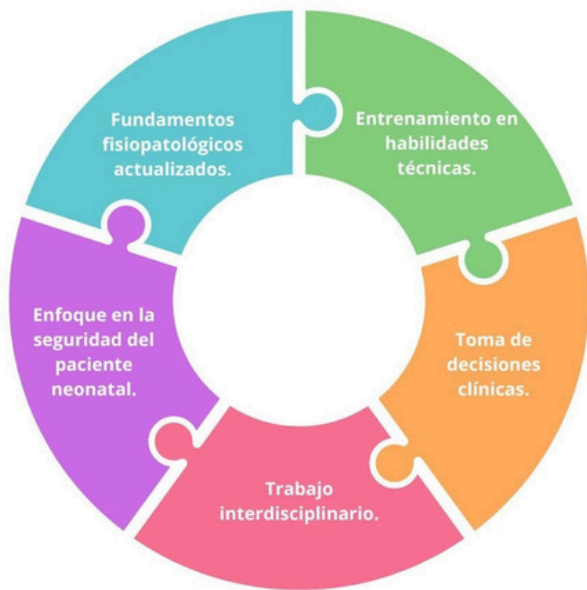 Fundamentos
fisiopatológicos
actualizados.
Entrenamiento en
habilidades
técnicas.
Toma de
decisiones
clínicas.
Trabajo
interdisciplinario.
Enfoque en la
seguridad del
paciente
neonatal.